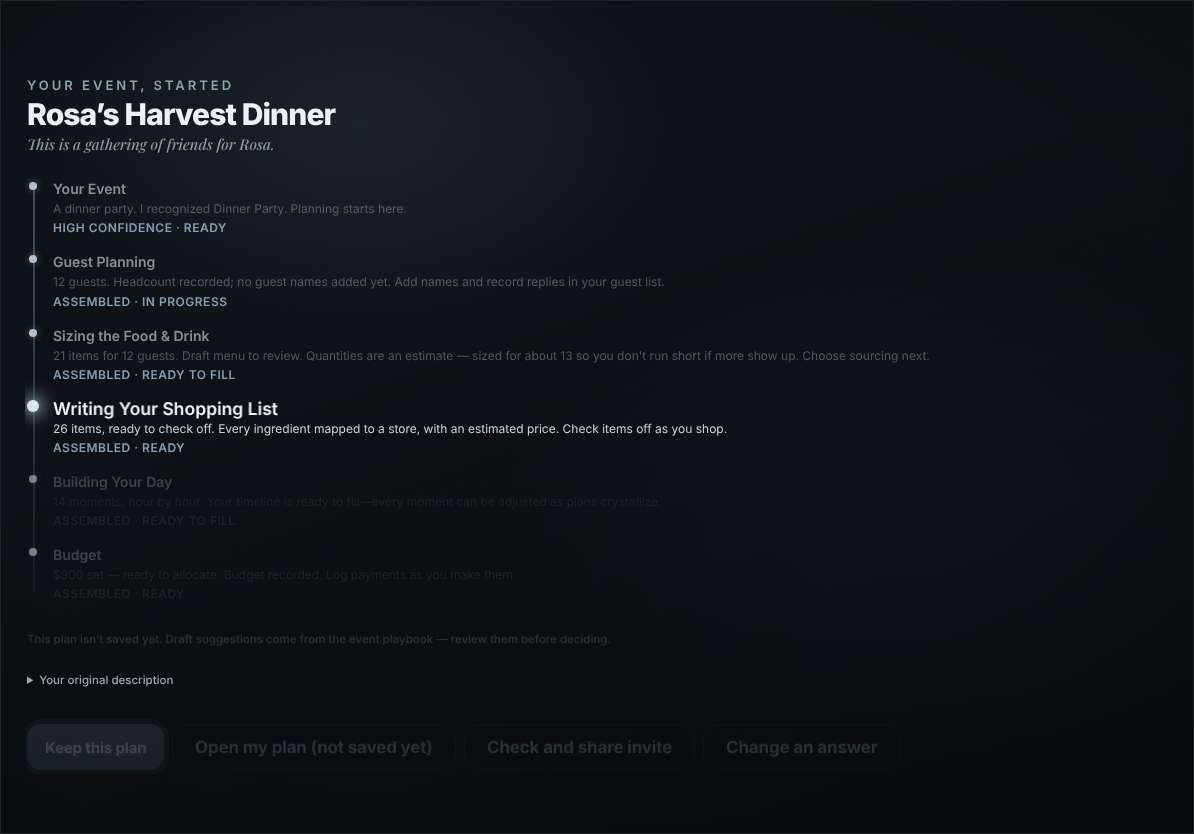 YOUR EVENT, STARTED
Rosa’s Harvest Dinner
This is a gathering of friends for Rosa.
Your Event
A dinner party. I recognized Dinner Party. Planning starts here.
HIGH CONFIDENCE · READY
Guest Planning
12 guests. Headcount recorded; no guest names added yet. Add names and record replies in your guest list.
ASSEMBLED · IN PROGRESS
Sizing the Food & Drink
21 items for 12 guests. Draft menu to review. Quantities are an estimate — sized for about 13 so you don’t run short if more show up. Choose sourcing next.
ASSEMBLED · READY TO FILL
Writing Your Shopping List
26 items, ready to check off. Every ingredient mapped to a store, with an estimated price. Check items off as you shop.
ASSEMBLED · READY
Building Your Day
14 moments, hour by hour. Your timeline is ready to fill—every moment can be adjusted as plans crystallize.
ASSEMBLED · READY TO FILL
Budget
$900 set — ready to allocate. Budget recorded. Log payments as you make them.
ASSEMBLED · READY
This plan isn’t saved yet. Draft suggestions come from the event playbook — review them before deciding.
Your original description
Keep this plan
Open my plan (not saved yet)
Check and share invite
Change an answer